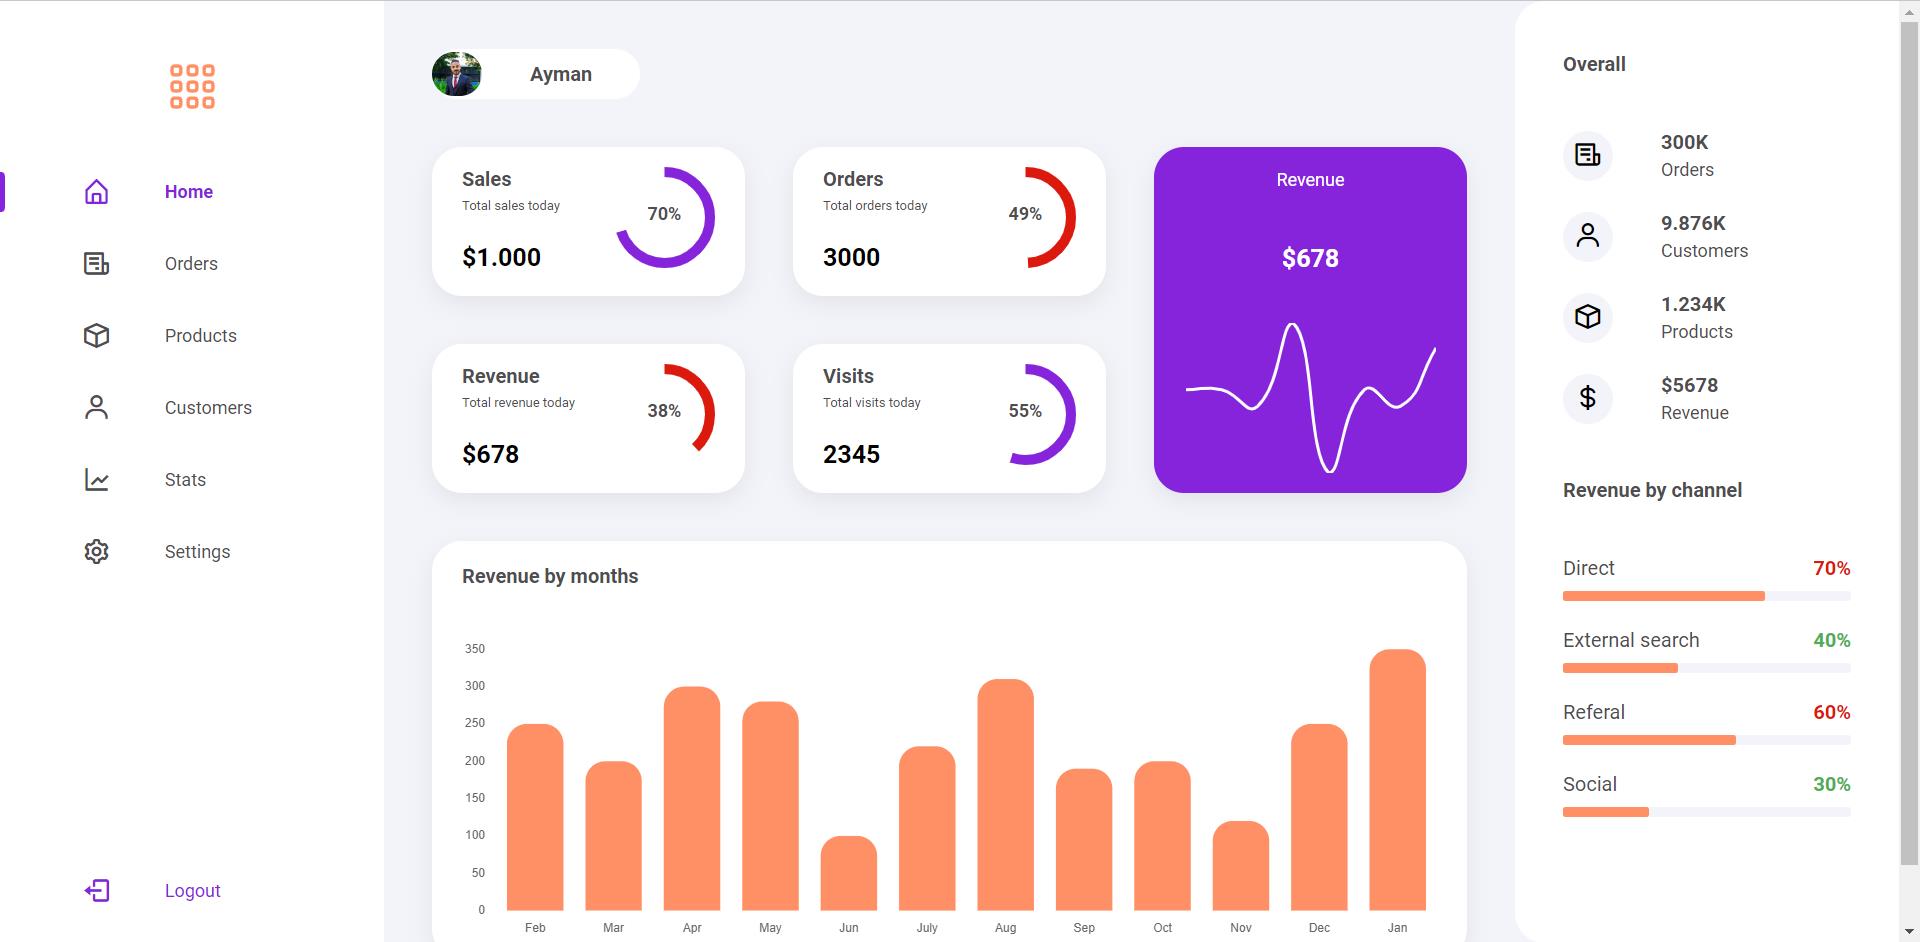 Home
Orders
Products
Customers
Stats
Settings
Logout
Ayman
Sales
Total sales today
$1.000
70%
Orders
Total orders today
3000
49%
Revenue
$678
Revenue
Total revenue today
$678
38%
Visits
Total visits today
2345
55%
Revenue by months
350
300
250
200
150
100
50
0
Feb Mar Apr May Jun July Aug Sep Oct Nov Dec Jan
Overall
300K
Orders
9.876K
Customers
1.234K
Products
$5678
Revenue
Revenue by channel
Direct 70%
External search 40%
Referal 60%
Social 30%